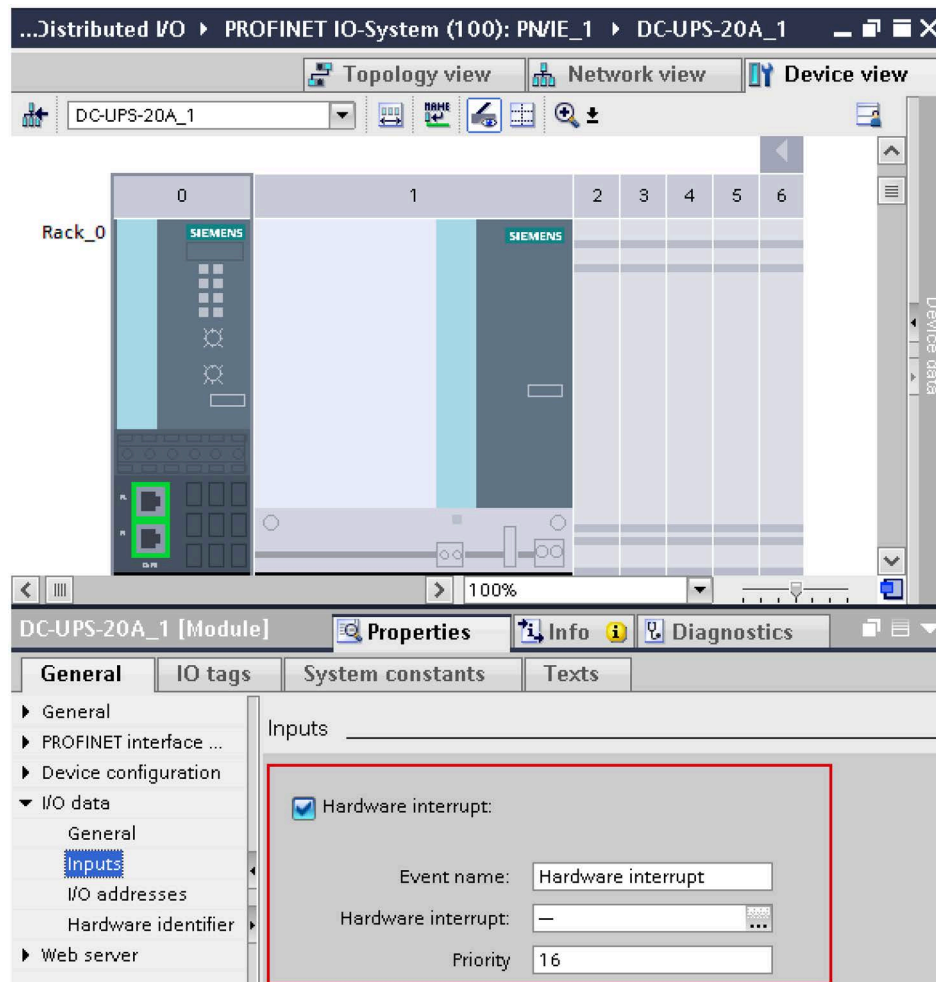 ...Distributed I/O ▸ PROFINET IO-System (100): PN/IE_1 ▸ DC-UPS-20A_1
Topology view Network view Device view
DC-UPS-20A_1
0 1 2 3 4 5 6
Rack_0 SIEMENS SIEMENS
Device data
100%
DC-UPS-20A_1 [Module] Properties Info Diagnostics
General IO tags System constants Texts
General
PROFINET interface ...
Device configuration
I/O data
General
Inputs
I/O addresses
Hardware identifier
Web server
Inputs
Hardware interrupt:
Event name: Hardware interrupt
Hardware interrupt: — ...
Priority 16